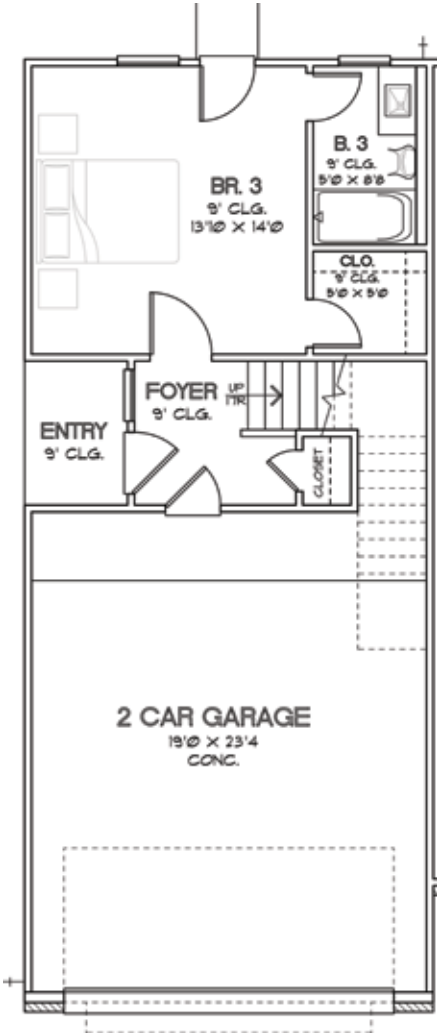 BR. 3
9' CLG.
13'10 X 14'0
B. 3
9' CLG.
5'0 X 8'8
CLO.
9' CLG.
5'0 X 5'0
FOYER
9' CLG.
UP
17R
ENTRY
9' CLG.
CLOSET
2 CAR GARAGE
19'0 X 23'4
CONC.